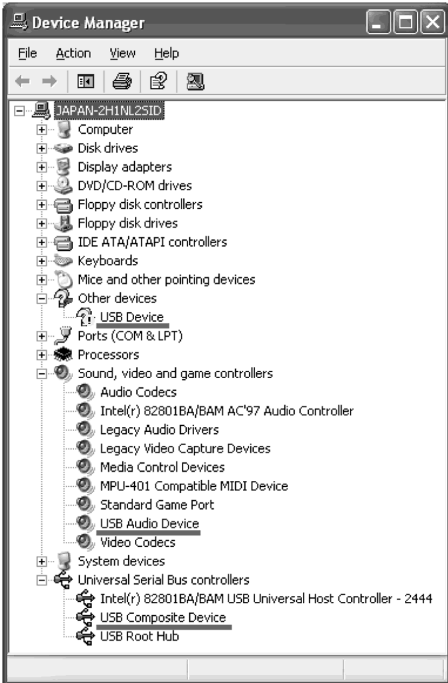 Device Manager
File Action View Help
JAPAN-2H1NL2SID
Computer
Disk drives
Display adapters
DVD/CD-ROM drives
Floppy disk controllers
Floppy disk drives
IDE ATA/ATAPI controllers
Keyboards
Mice and other pointing devices
Other devices
USB Device
Ports (COM & LPT)
Processors
Sound, video and game controllers
Audio Codecs
Intel(r) 82801BA/BAM AC'97 Audio Controller
Legacy Audio Drivers
Legacy Video Capture Devices
Media Control Devices
MPU-401 Compatible MIDI Device
Standard Game Port
USB Audio Device
Video Codecs
System devices
Universal Serial Bus controllers
Intel(r) 82801BA/BAM USB Universal Host Controller - 2444
USB Composite Device
USB Root Hub